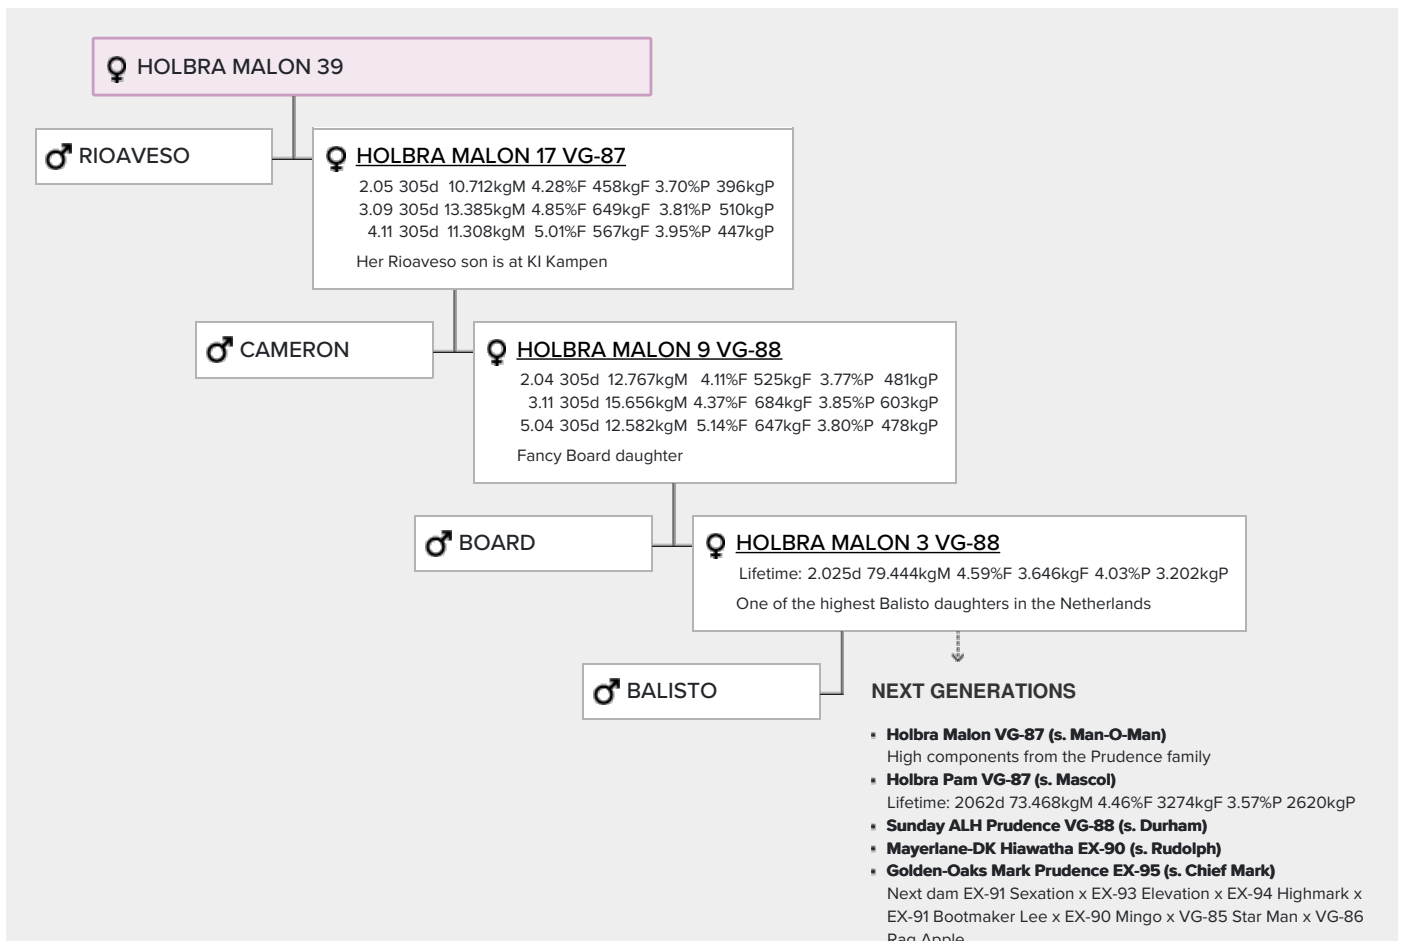 HOLBRA MALON 39
RIOAVESO
HOLBRA MALON 17 VG-87
2.05 305d 10.712kgM 4.28%F 458kgF 3.70%P 396kgP
3.09 305d 13.385kgM 4.85%F 649kgF 3.81%P 510kgP
4.11 305d 11.308kgM 5.01%F 567kgF 3.95%P 447kgP
Her Rioaveso son is at KI Kampen
CAMERON
HOLBRA MALON 9 VG-88
2.04 305d 12.767kgM 4.11%F 525kgF 3.77%P 481kgP
3.11 305d 15.656kgM 4.37%F 684kgF 3.85%P 603kgP
5.04 305d 12.582kgM 5.14%F 647kgF 3.80%P 478kgP
Fancy Board daughter
BOARD
HOLBRA MALON 3 VG-88
Lifetime: 2.025d 79.444kgM 4.59%F 3.646kgF 4.03%P 3.202kgP
One of the highest Balisto daughters in the Netherlands
BALISTO
NEXT GENERATIONS
Holbra Malon VG-87 (s. Man-O-Man)
High components from the Prudence family
Holbra Pam VG-87 (s. Mascol)
Lifetime: 2062d 73.468kgM 4.46%F 3274kgF 3.57%P 2620kgP
Sunday ALH Prudence VG-88 (s. Durham)
Mayerlane-DK Hiawatha EX-90 (s. Rudolph)
Golden-Oaks Mark Prudence EX-95 (s. Chief Mark)
Next dam EX-91 Sexation x EX-93 Elevation x EX-94 Highmark x
EX-91 Bootmaker Lee x EX-90 Mingo x VG-85 Star Man x VG-86
Rag Apple